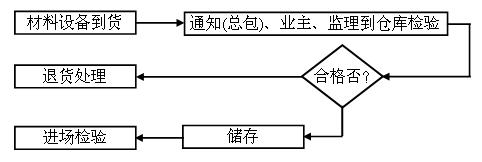 材料设备到货
通知(总包)、业主、监理到仓库检验
退货处理
合格否?
进场检验
储存